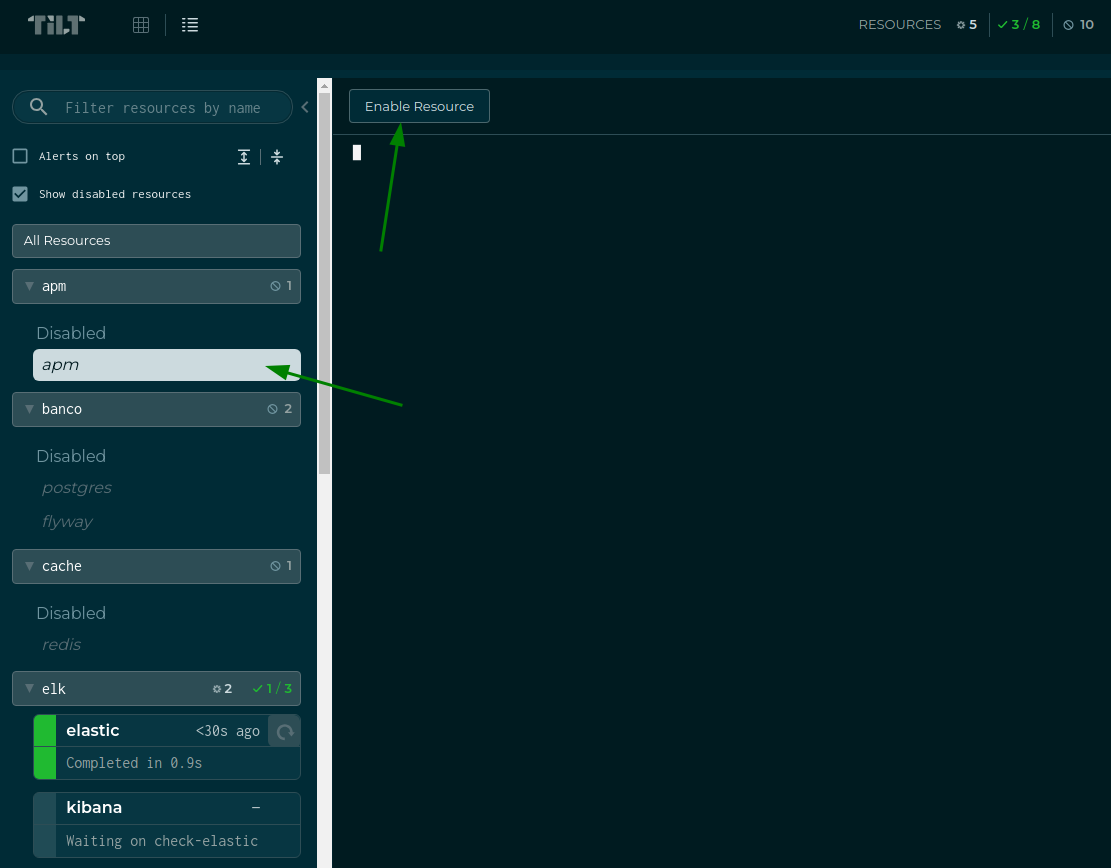 TILT
RESOURCES 5 3 / 8 10
Filter resources by name
Alerts on top
Show disabled resources
All Resources
apm 1
Disabled
apm
banco 2
Disabled
postgres
flyway
cache 1
Disabled
redis
elk 2 1 / 3
elastic <30s ago
Completed in 0.9s
kibana —
Waiting on check-elastic
Enable Resource